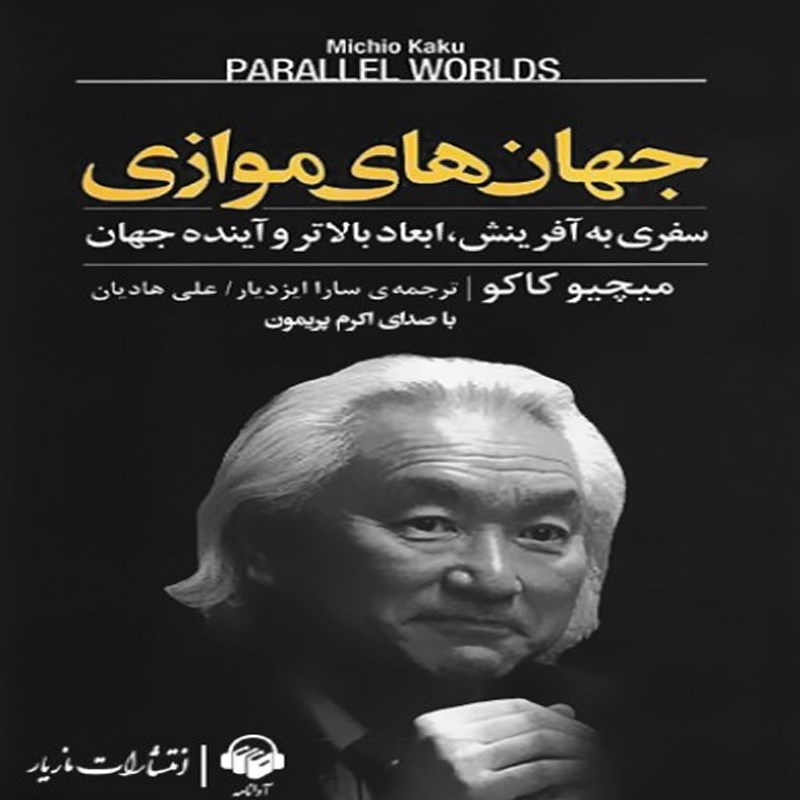 Michio Kaku
PARALLEL WORLDS
جهان‌های موازی
سفری به آفرینش، ابعاد بالاتر و آینده جهان
میچیو کاکو | ترجمه‌ی سارا ایزدیار / علی هادیان
با صدای اکرم پریمون
انتشارات مازیار |
آوانامه